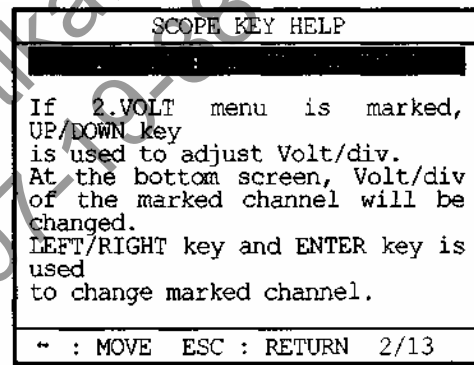 SCOPE KEY HELP
If 2.VOLT menu is marked,
UP/DOWN key
is used to adjust Volt/div.
At the bottom screen, Volt/div
of the marked channel will be
changed.
LEFT/RIGHT key and ENTER key is
used
to change marked channel.
: MOVE ESC : RETURN 2/13